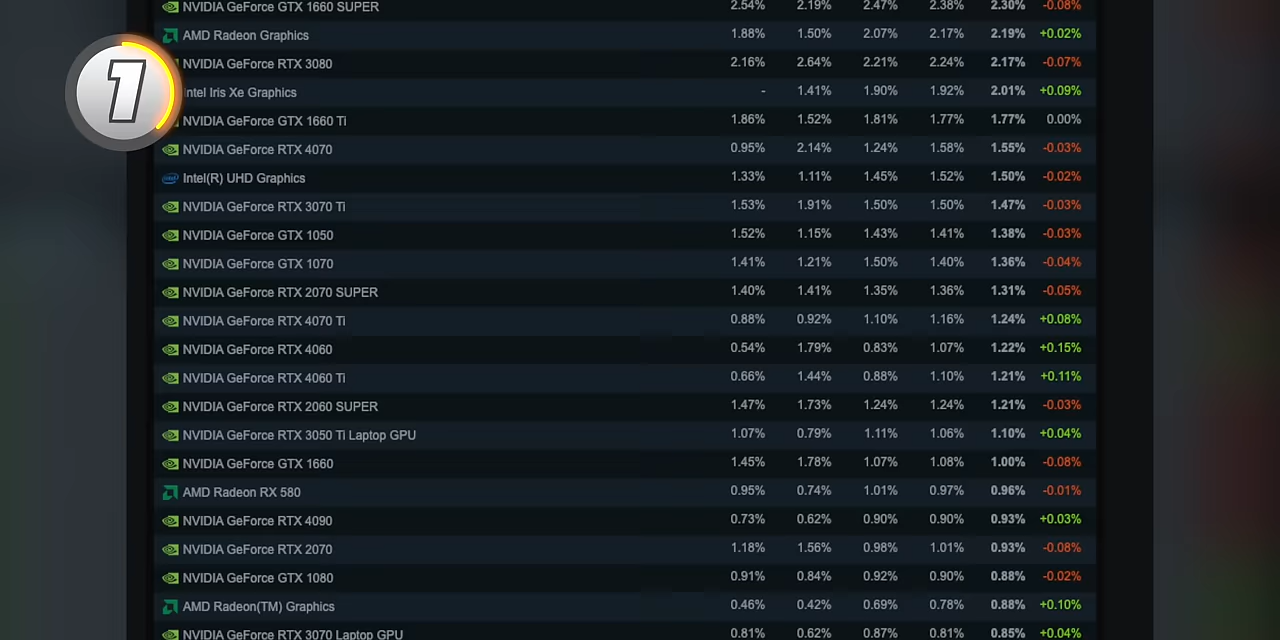 NVIDIA GeForce GTX 1660 SUPER 2.54% 2.19% 2.47% 2.38% 2.30% -0.08%
AMD Radeon Graphics 1.88% 1.50% 2.07% 2.17% 2.19% +0.02%
NVIDIA GeForce RTX 3080 2.16% 2.64% 2.21% 2.24% 2.17% -0.07%
1
Intel Iris Xe Graphics - 1.41% 1.90% 1.92% 2.01% +0.09%
NVIDIA GeForce GTX 1660 Ti 1.86% 1.52% 1.81% 1.77% 1.77% 0.00%
NVIDIA GeForce RTX 4070 0.95% 2.14% 1.24% 1.58% 1.55% -0.03%
intel Intel(R) UHD Graphics 1.33% 1.11% 1.45% 1.52% 1.50% -0.02%
NVIDIA GeForce RTX 3070 Ti 1.53% 1.91% 1.50% 1.50% 1.47% -0.03%
NVIDIA GeForce GTX 1050 1.52% 1.15% 1.43% 1.41% 1.38% -0.03%
NVIDIA GeForce GTX 1070 1.41% 1.21% 1.50% 1.40% 1.36% -0.04%
NVIDIA GeForce RTX 2070 SUPER 1.40% 1.41% 1.35% 1.36% 1.31% -0.05%
NVIDIA GeForce RTX 4070 Ti 0.88% 0.92% 1.10% 1.16% 1.24% +0.08%
NVIDIA GeForce RTX 4060 0.54% 1.79% 0.83% 1.07% 1.22% +0.15%
NVIDIA GeForce RTX 4060 Ti 0.66% 1.44% 0.88% 1.10% 1.21% +0.11%
NVIDIA GeForce RTX 2060 SUPER 1.47% 1.73% 1.24% 1.24% 1.21% -0.03%
NVIDIA GeForce RTX 3050 Ti Laptop GPU 1.07% 0.79% 1.11% 1.06% 1.10% +0.04%
NVIDIA GeForce GTX 1660 1.45% 1.78% 1.07% 1.08% 1.00% -0.08%
AMD Radeon RX 580 0.95% 0.74% 1.01% 0.97% 0.96% -0.01%
NVIDIA GeForce RTX 4090 0.73% 0.62% 0.90% 0.90% 0.93% +0.03%
NVIDIA GeForce RTX 2070 1.18% 1.56% 0.98% 1.01% 0.93% -0.08%
NVIDIA GeForce GTX 1080 0.91% 0.84% 0.92% 0.90% 0.88% -0.02%
AMD Radeon(TM) Graphics 0.46% 0.42% 0.69% 0.78% 0.88% +0.10%
NVIDIA GeForce RTX 3070 Laptop GPU 0.81% 0.62% 0.87% 0.81% 0.85% +0.04%